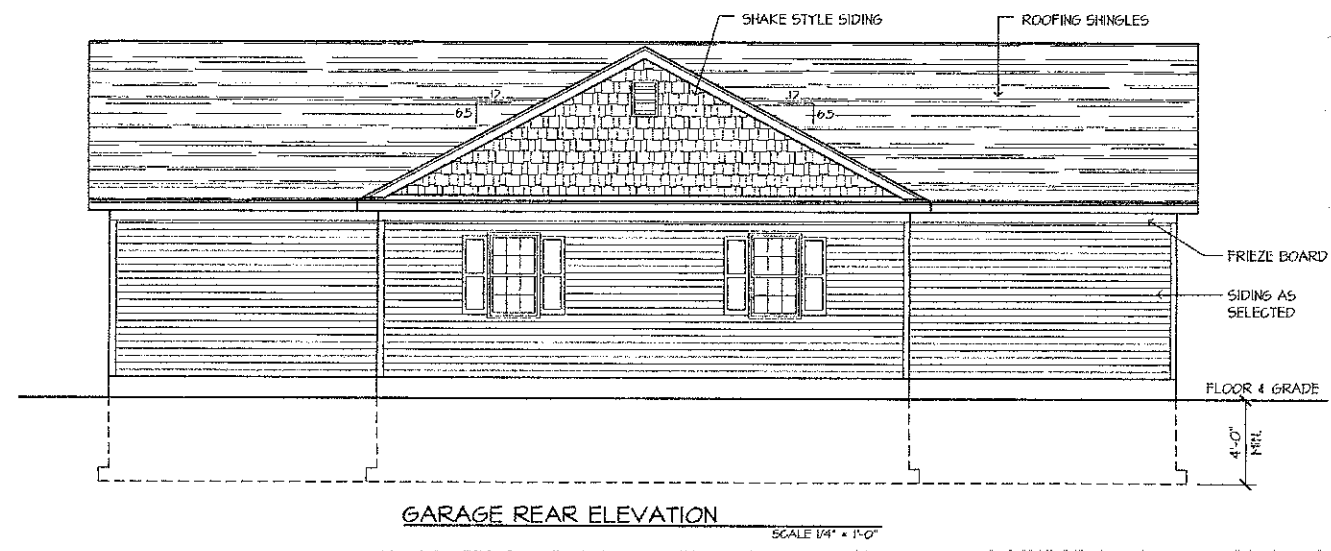 SHAKE STYLE SIDING
ROOFING SHINGLES
12
6.5
12
6.5
FRIEZE BOARD
SIDING AS
SELECTED
FLOOR & GRADE
4'-0"
MIN.
GARAGE REAR ELEVATION
SCALE 1/4" = 1'-0"